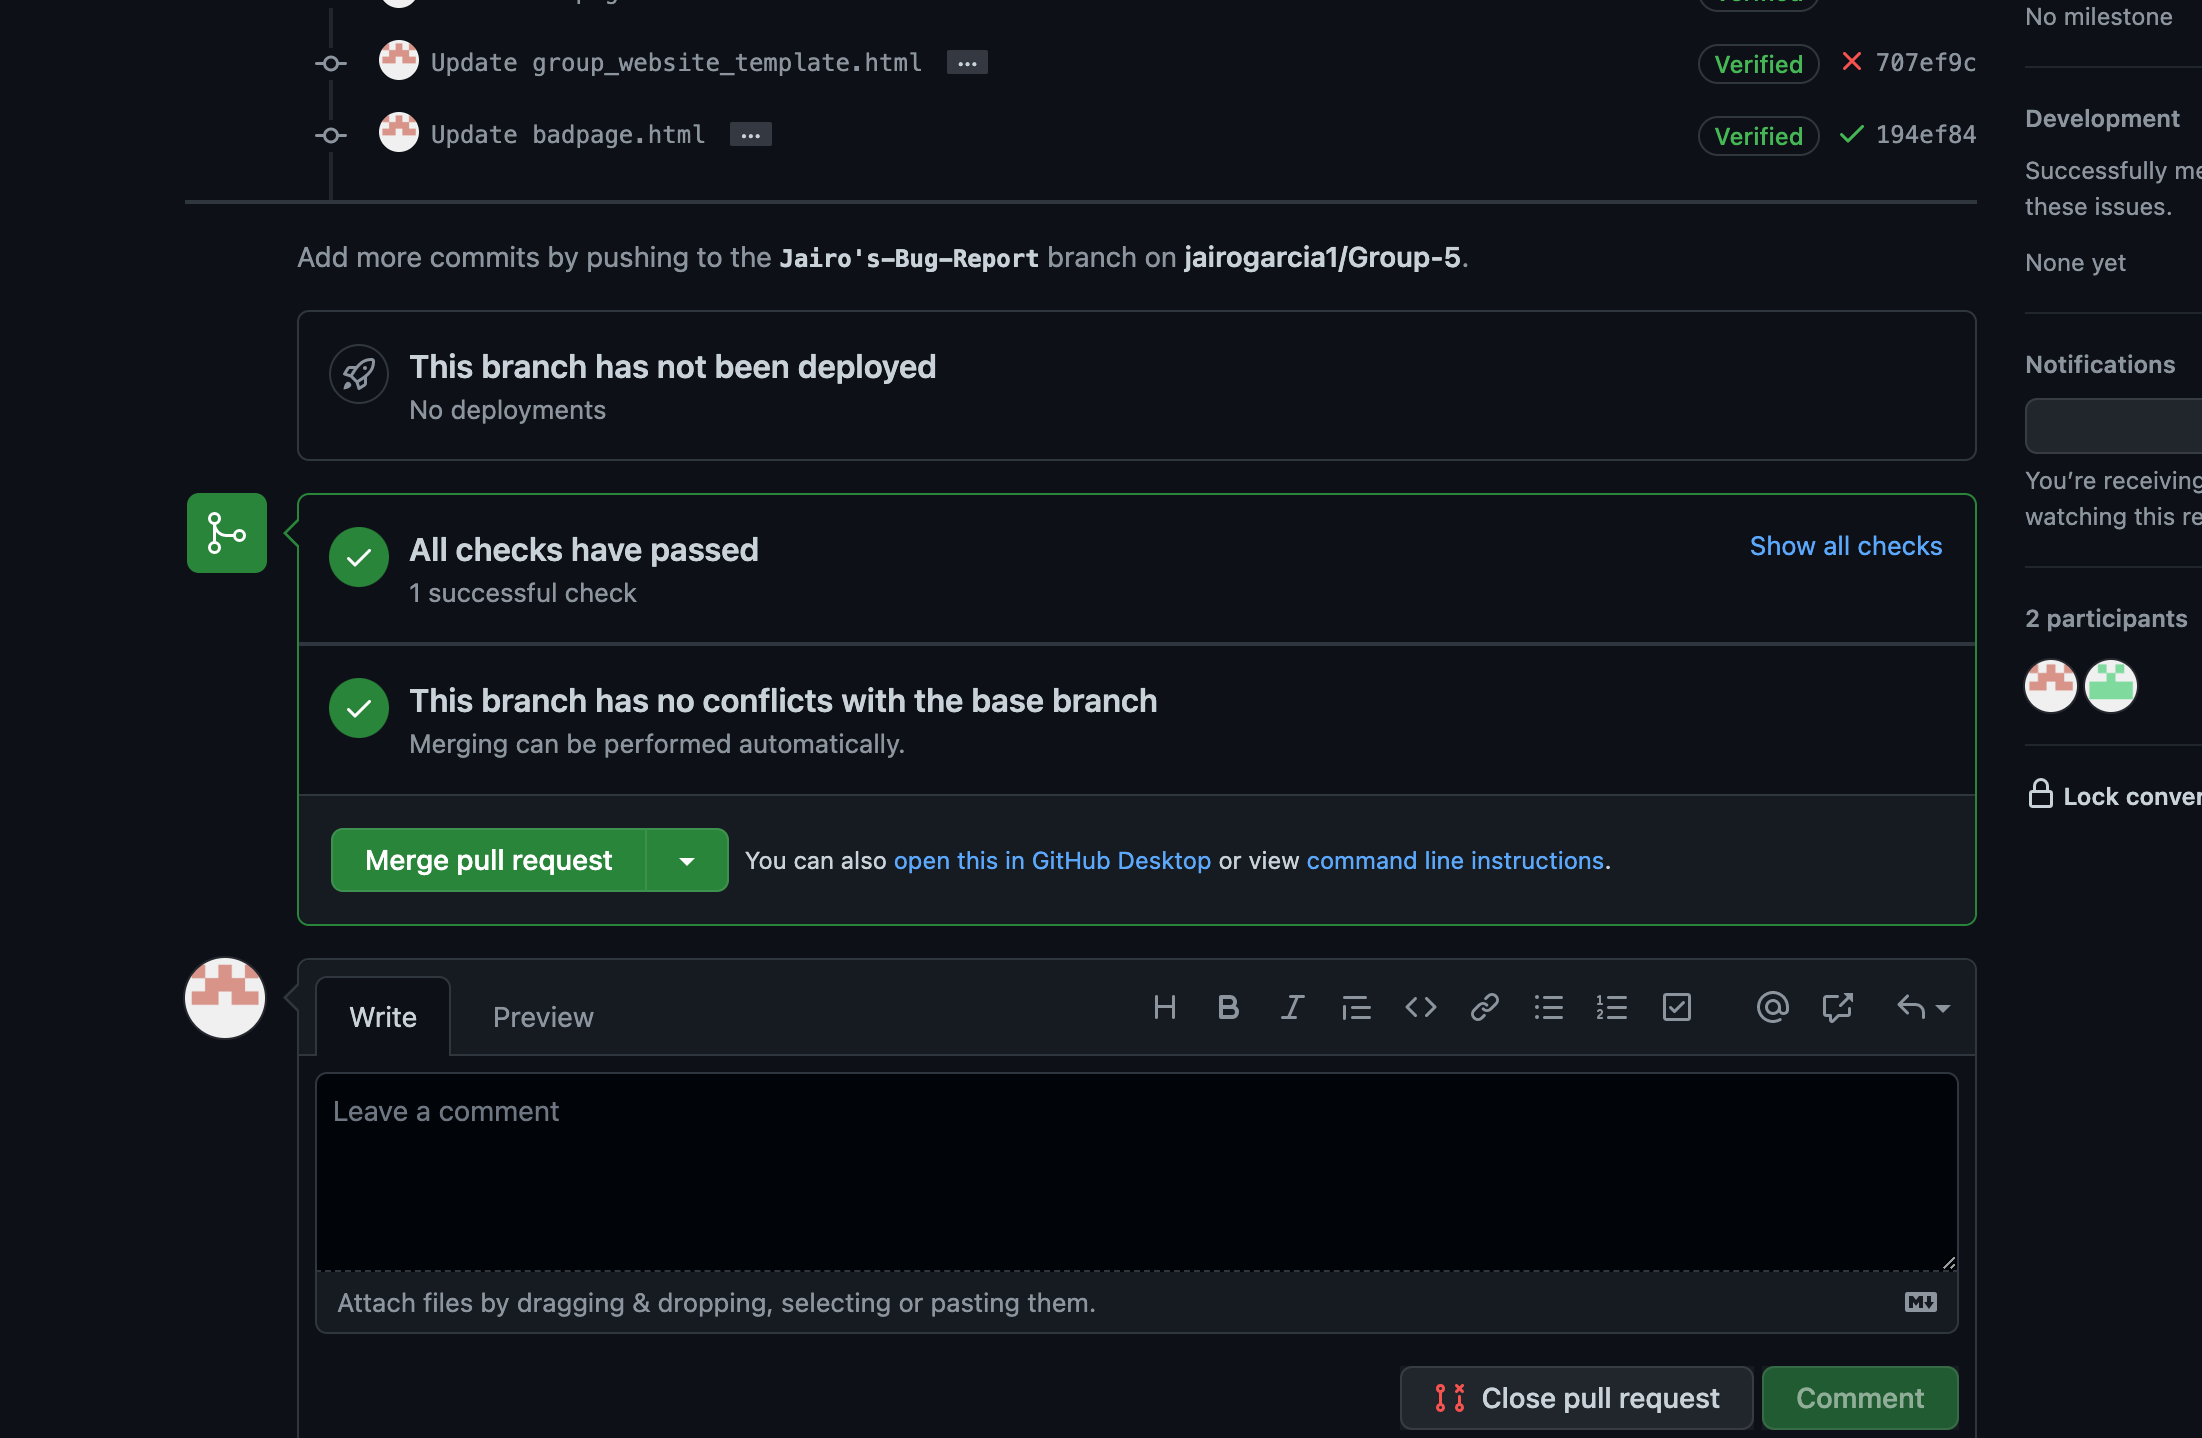 No milestone
Update group_website_template.html ...
Verified 707ef9c
Update badpage.html ...
Verified 194ef84
Add more commits by pushing to the Jairo's-Bug-Report branch on jairogarcia1/Group-5.
This branch has not been deployed
No deployments
All checks have passed
1 successful check
Show all checks
This branch has no conflicts with the base branch
Merging can be performed automatically.
Merge pull request
You can also open this in GitHub Desktop or view command line instructions.
Write
Preview
Leave a comment
Attach files by dragging & dropping, selecting or pasting them.
Close pull request
Comment
Development
Successfully me
these issues.
None yet
Notifications
You're receiving
watching this re
2 participants
Lock conver